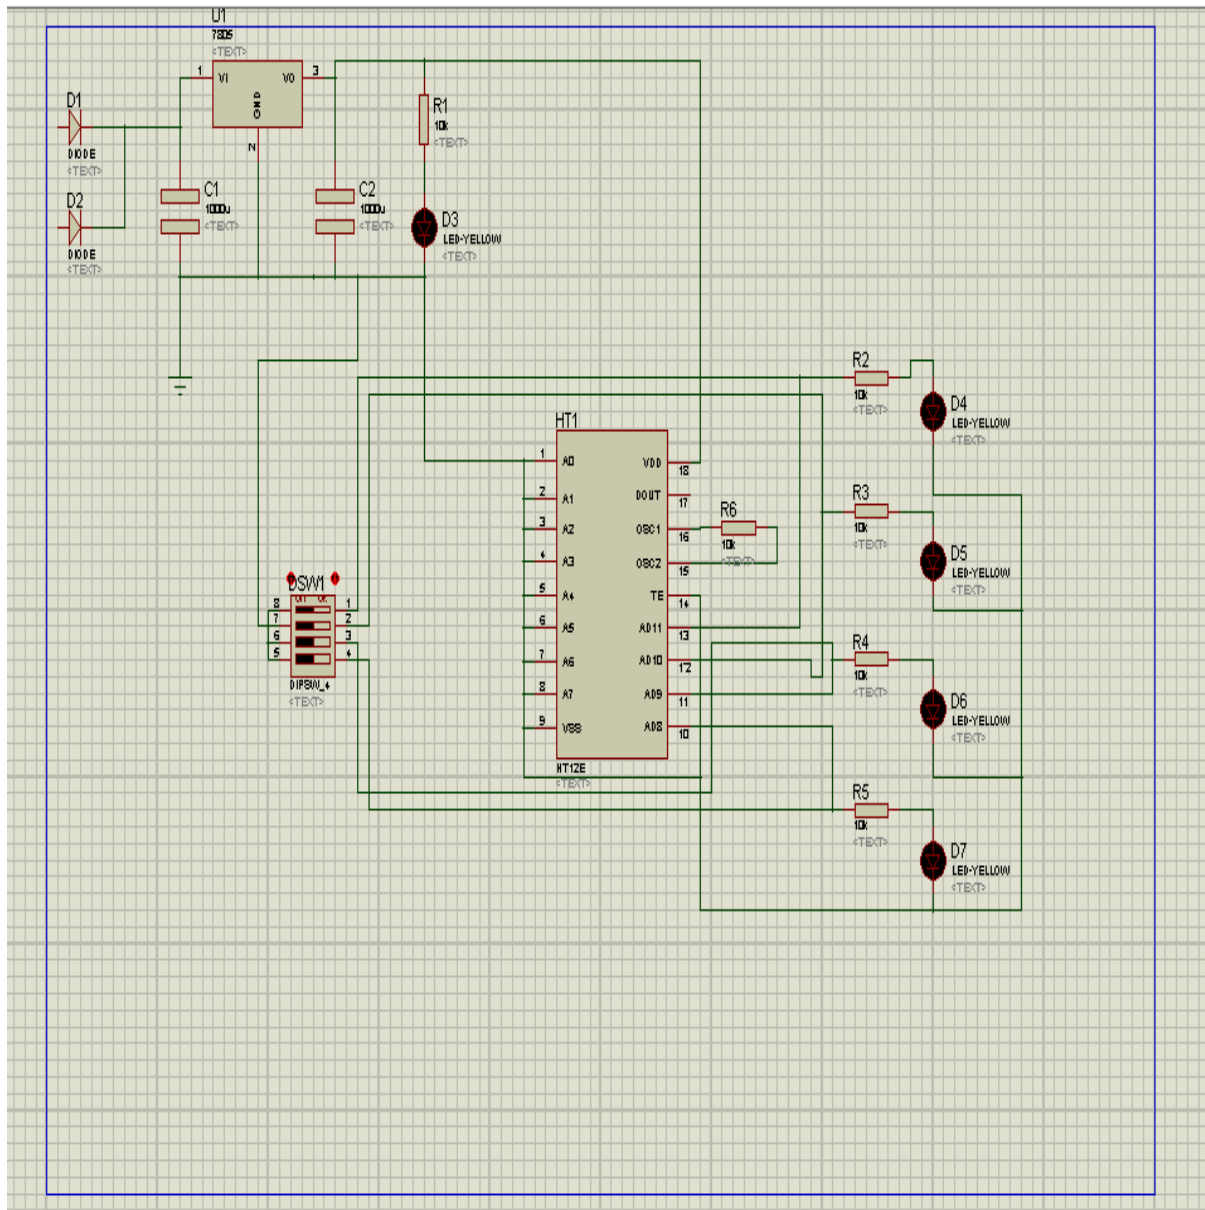 U1
7805
<TEXT>
1
VI
VO
3
GND
2
D1
DIODE
<TEXT>
D2
DIODE
<TEXT>
C1
1000u
<TEXT>
C2
1000u
<TEXT>
R1
10k
<TEXT>
D3
LED-YELLOW
<TEXT>
R2
10k
<TEXT>
D4
LED-YELLOW
<TEXT>
HT1
1
A0
2
A1
3
A2
4
A3
5
A4
6
A5
7
A6
8
A7
9
VSS
VDD
18
DOUT
17
OSC1
16
OSC2
15
TE
14
AD11
13
AD10
12
AD9
11
AD8
10
HT12E
<TEXT>
R6
10k
<TEXT>
R3
10k
<TEXT>
D5
LED-YELLOW
<TEXT>
DSW1
OFF ON
8
1
7
2
6
3
5
4
DIPSW_4
<TEXT>
R4
10k
<TEXT>
D6
LED-YELLOW
<TEXT>
R5
10k
<TEXT>
D7
LED-YELLOW
<TEXT>